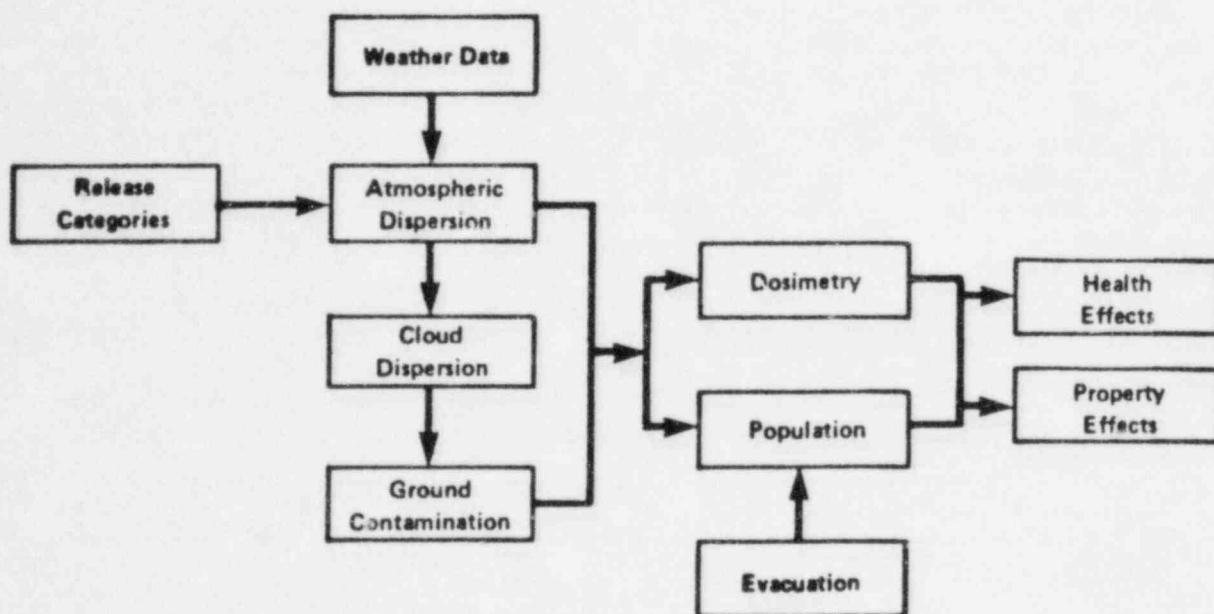 Weather Data
Release
Categories
Atmospheric
Dispersion
Cloud
Dispersion
Ground
Contamination
Dosimetry
Population
Evacuation
Health
Effects
Property
Effects